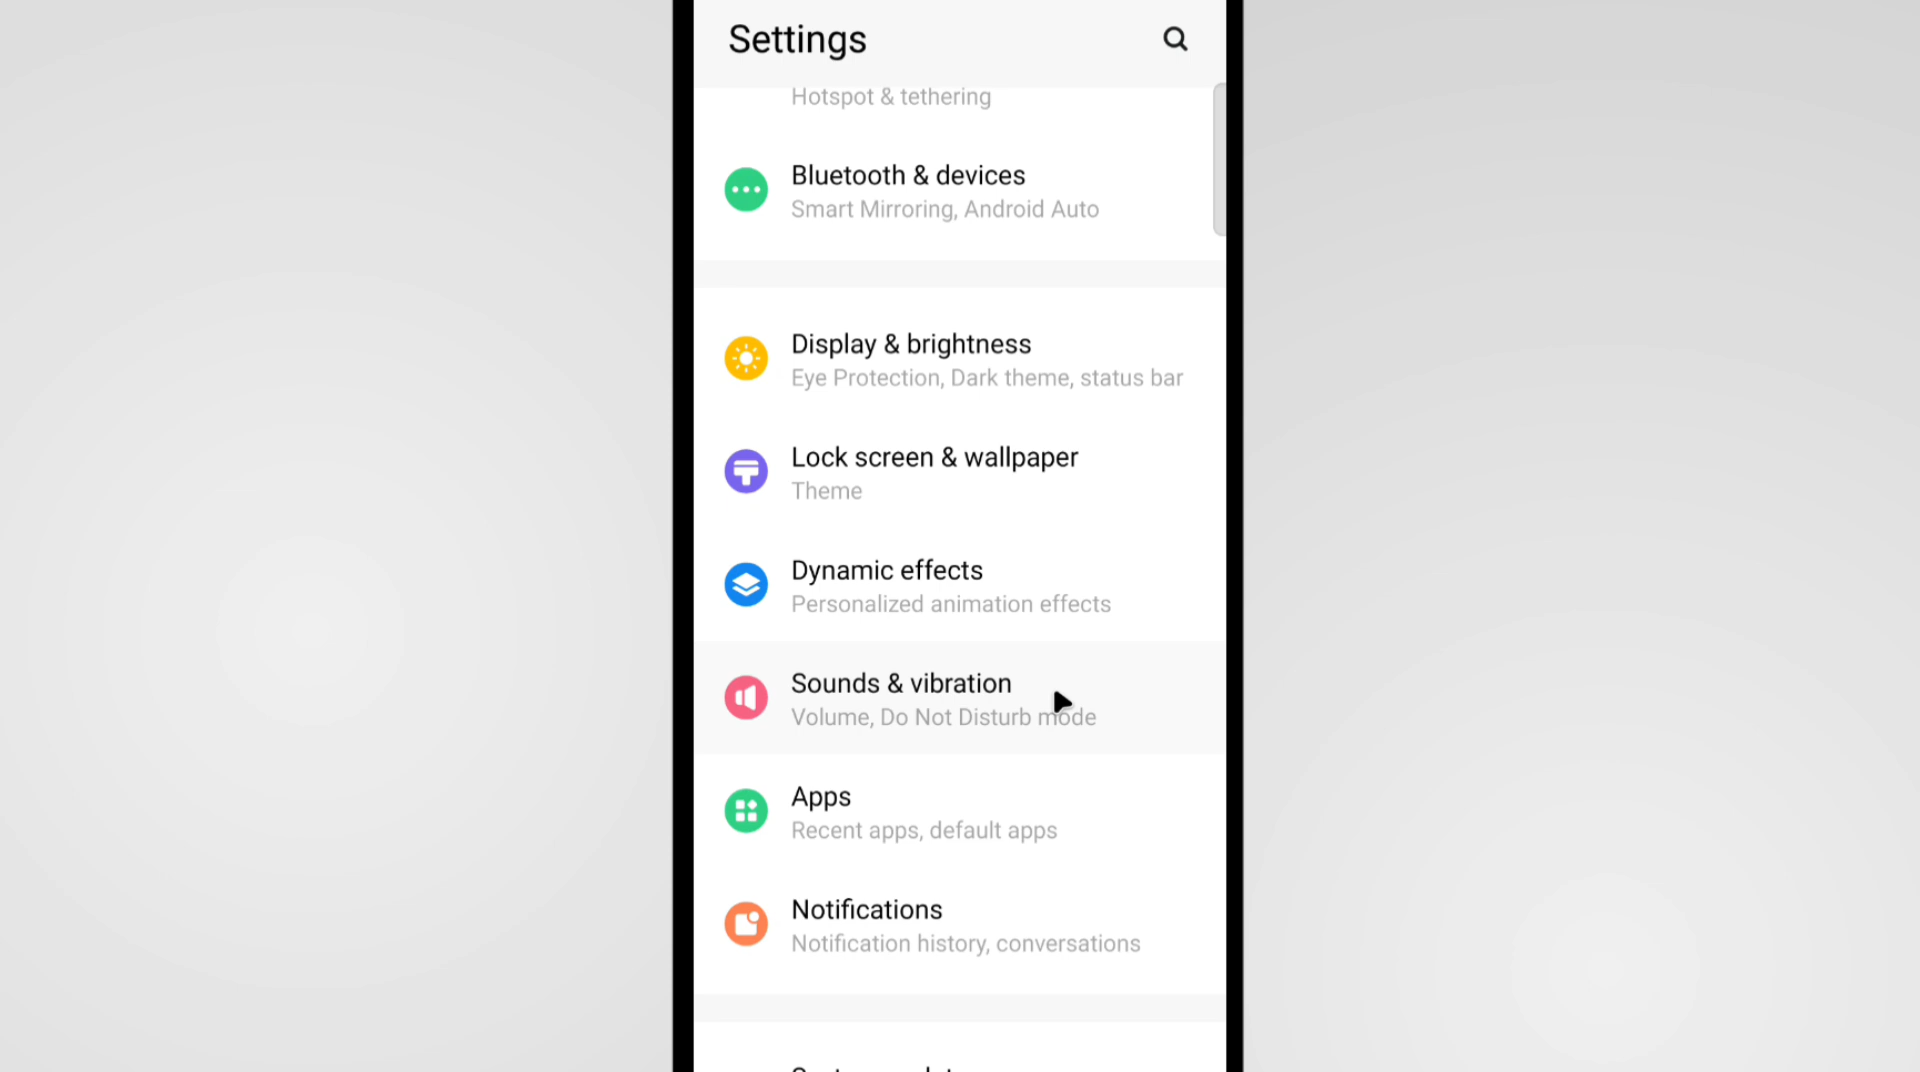 Settings
Hotspot & tethering
Bluetooth & devices
Smart Mirroring, Android Auto
Display & brightness
Eye Protection, Dark theme, status bar
Lock screen & wallpaper
Theme
Dynamic effects
Personalized animation effects
Sounds & vibration
Volume, Do Not Disturb mode
Apps
Recent apps, default apps
Notifications
Notification history, conversations